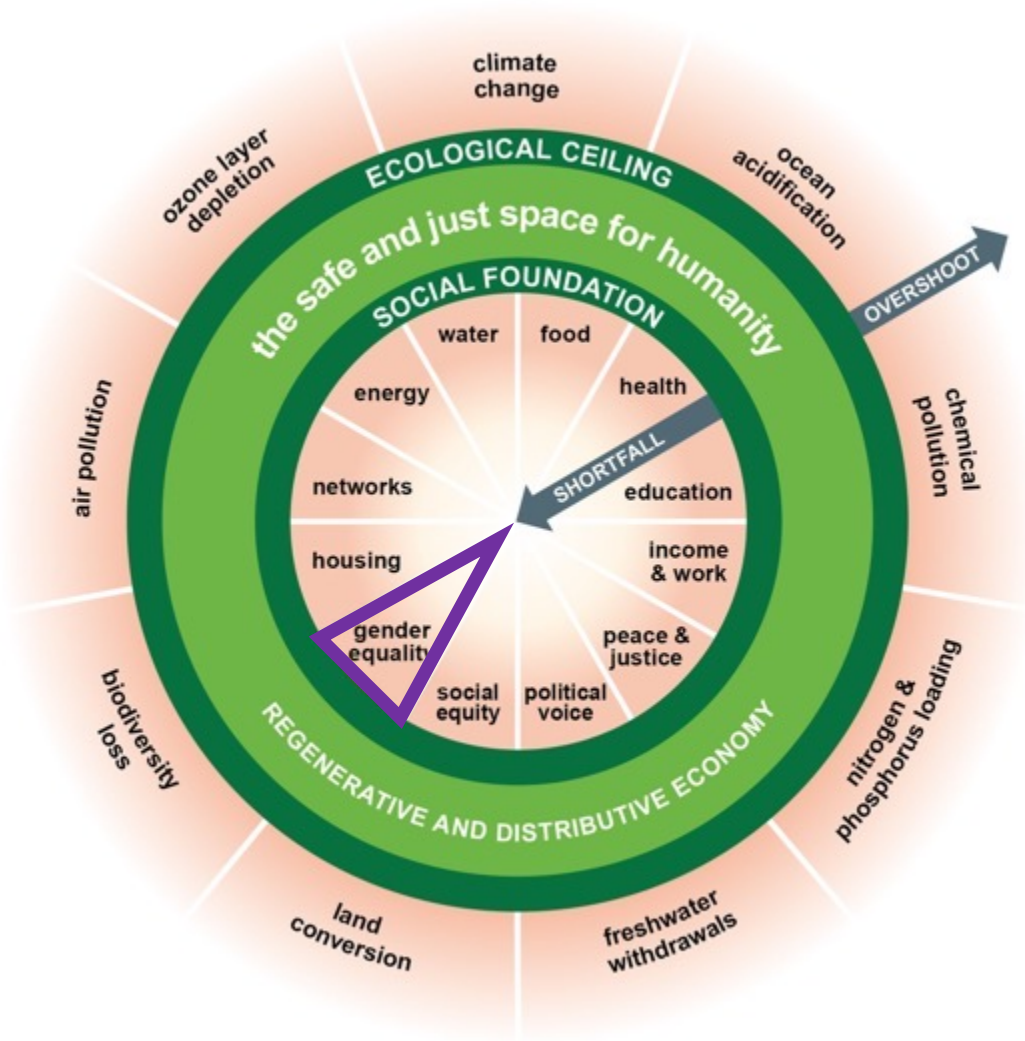 climate
change
ozone layer
depletion
ocean
acidification
ECOLOGICAL CEILING
the safe and just space for humanity
OVERSHOOT
SOCIAL FOUNDATION
water
food
energy
health
SHORTFALL
air pollution
chemical
pollution
networks
education
housing
income
& work
gender
equality
peace &
justice
social
equity
political
voice
biodiversity
loss
nitrogen &
phosphorus loading
REGENERATIVE AND DISTRIBUTIVE ECONOMY
land
conversion
freshwater
withdrawals